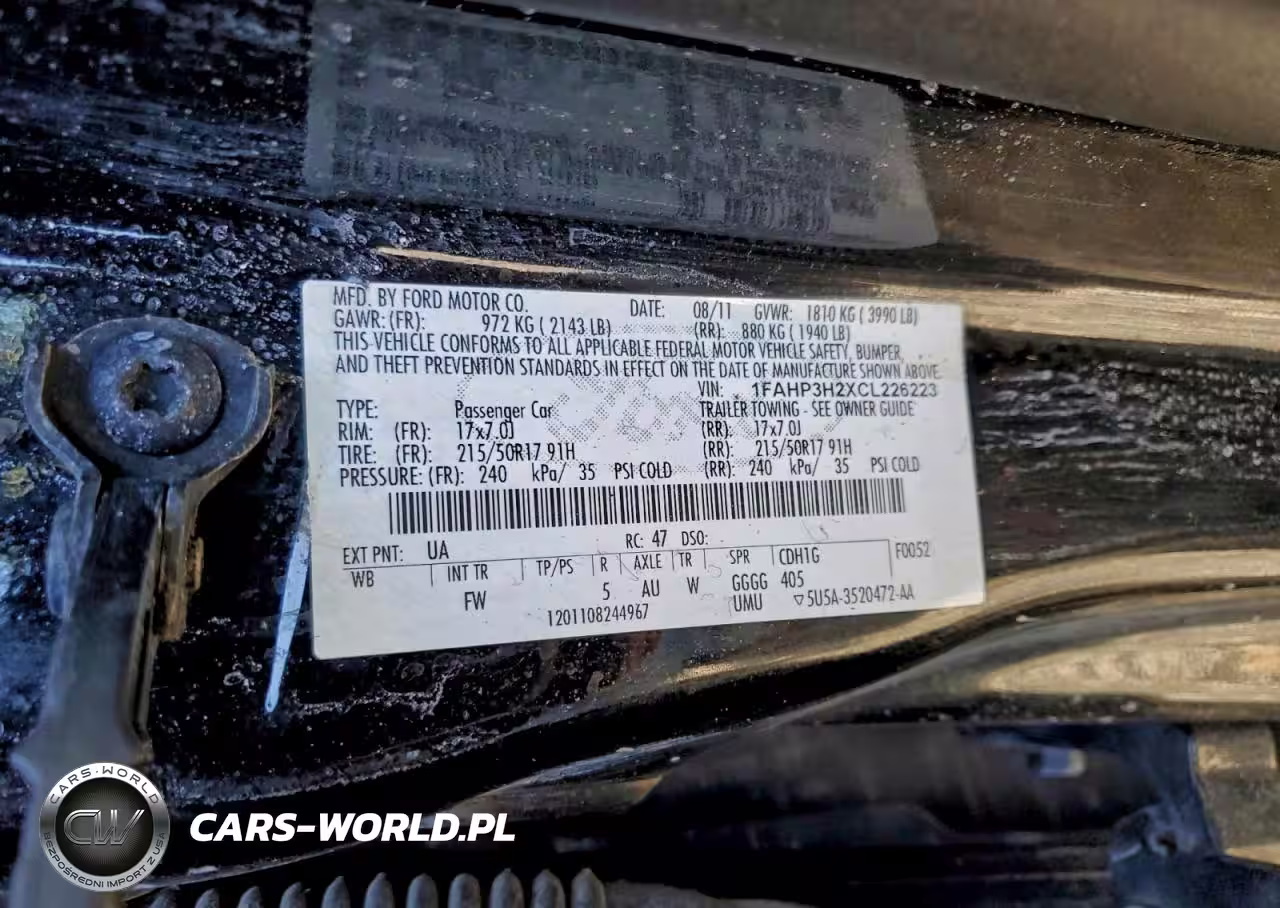 MFD. BY FORD MOTOR CO. DATE: 08/11 GVWR: 1810 KG ( 3990 LB)
GAWR: (FR): 972 KG ( 2143 LB) (RR): 880 KG ( 1940 LB)
THIS VEHICLE CONFORMS TO ALL APPLICABLE FEDERAL MOTOR VEHICLE SAFETY, BUMPER,
AND THEFT PREVENTION STANDARDS IN EFFECT ON THE DATE OF MANUFACTURE SHOWN ABOVE.
VIN: 1FAHP3H2XCL226223
TYPE: Passenger Car TRAILER TOWING - SEE OWNER GUIDE
RIM: (FR): 17x7.0J (RR): 17x7.0J
TIRE: (FR): 215/50R17 91H (RR): 215/50R17 91H
PRESSURE: (FR): 240 kPa/ 35 PSI COLD (RR): 240 kPa/ 35 PSI COLD
EXT PNT: UA RC: 47 DSO: F0052
WB INT TR TP/PS R AXLE TR SPR CDH1G
FW 5 AU W GGGG 405
1201108244967 UMU ▽5U5A-3520472-AA
CARS-WORLD
CW
BEZPOŚREDNI IMPORT Z USA
CARS-WORLD.PL